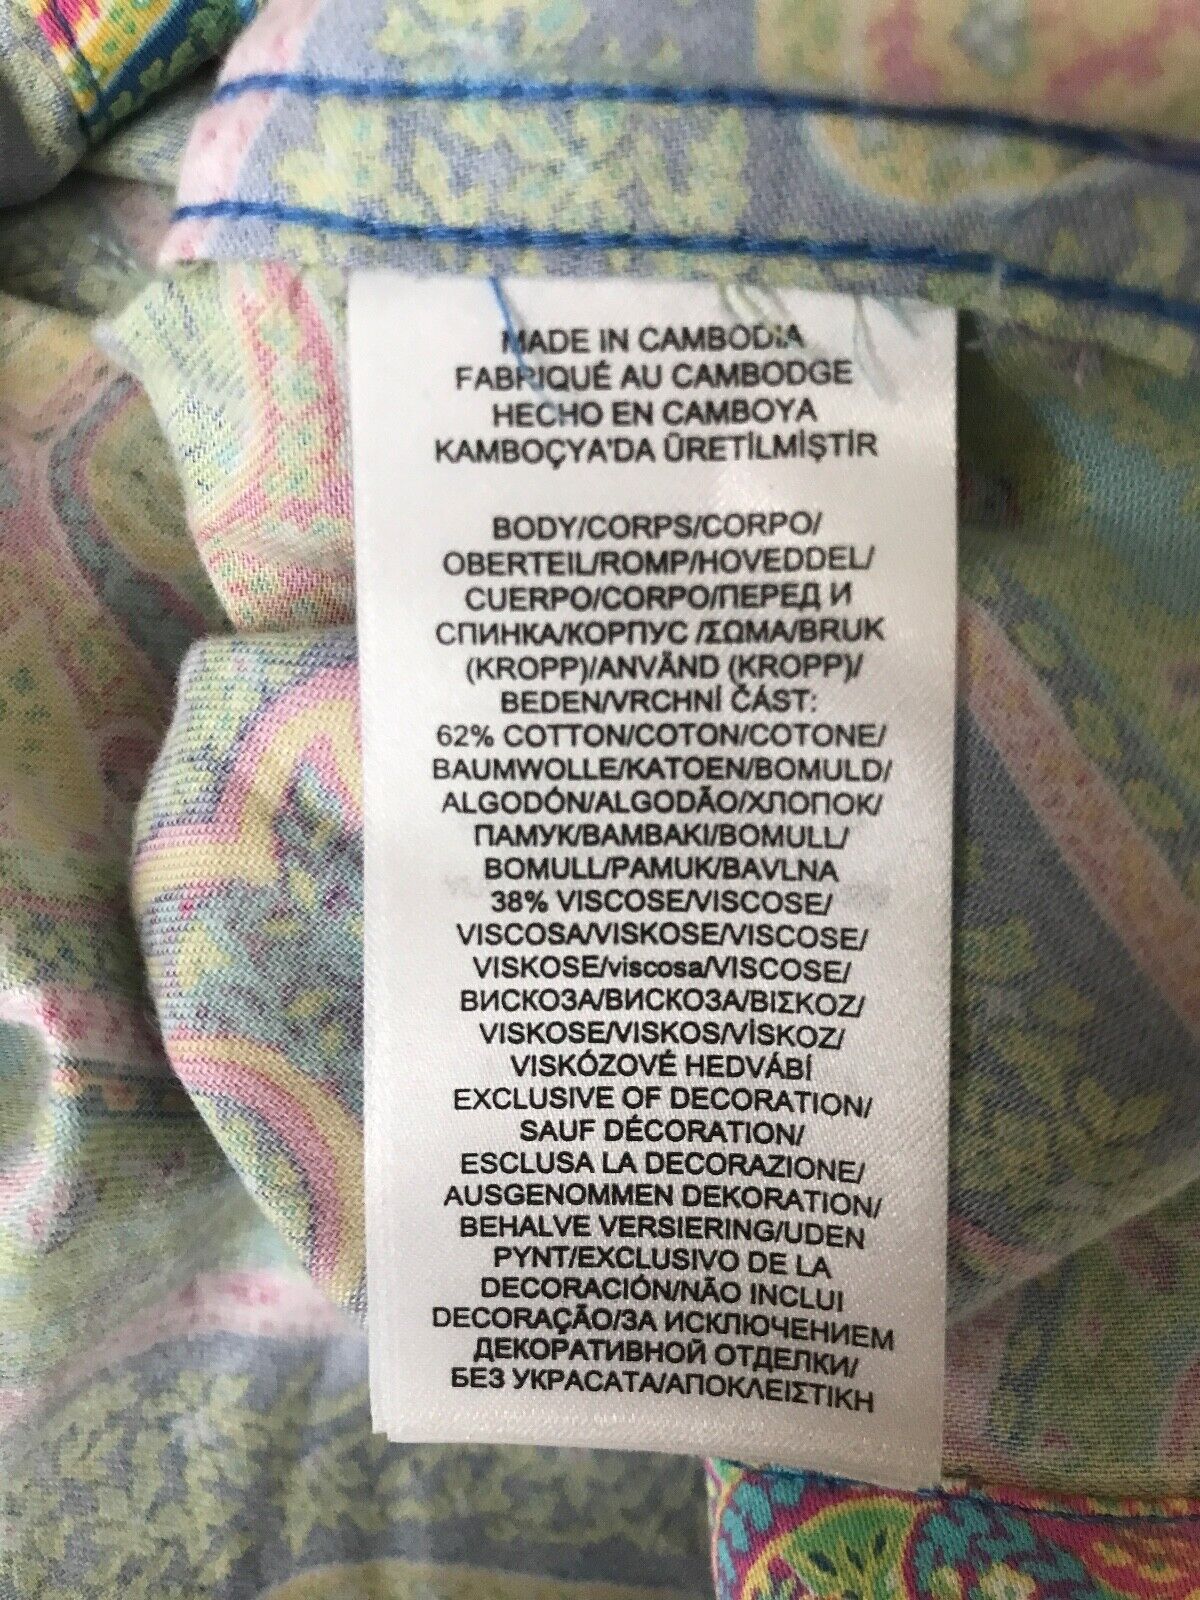 MADE IN CAMBODIA
FABRIQUÉ AU CAMBODGE
HECHO EN CAMBOYA
KAMBOÇYA'DA ÜRETİLMİŞTİR
BODY/CORPS/CORPO/
OBERTEIL/ROMP/HOVEDDEL/
CUERPO/CORPO/ПЕРЕД И
СПИНКА/КОРПУС /ΣΩΜΑ/BRUK
(KROPP)/ANVÄND (KROPP)/
BEDEN/VRCHNÍ ČÁST:
62% COTTON/COTON/COTONE/
BAUMWOLLE/KATOEN/BOMULD/
ALGODÓN/ALGODÃO/ХЛОПОК/
ПАМУК/BAMBAKI/BOMULL/
BOMULL/PAMUK/BAVLNA
38% VISCOSE/VISCOSE/
VISCOSA/VISKOSE/VISCOSE/
VISKOSE/viscosa/VISCOSE/
ВИСКОЗА/ВИСКОЗА/ΒΙΣΚΟΖ/
VISKOSE/VISKOS/VİSKOZ/
VISKÓZOVÉ HEDVÁBÍ
EXCLUSIVE OF DECORATION/
SAUF DÉCORATION/
ESCLUSA LA DECORAZIONE/
AUSGENOMMEN DEKORATION/
BEHALVE VERSIERING/UDEN
PYNT/EXCLUSIVO DE LA
DECORACIÓN/NÃO INCLUI
DECORAÇÃO/ЗА ИСКЛЮЧЕНИЕМ
ДЕКОРАТИВНОЙ ОТДЕЛКИ/
БЕЗ УКРАСАТА/ΑΠΟΚΛΕΙΣΤΙΚΗ